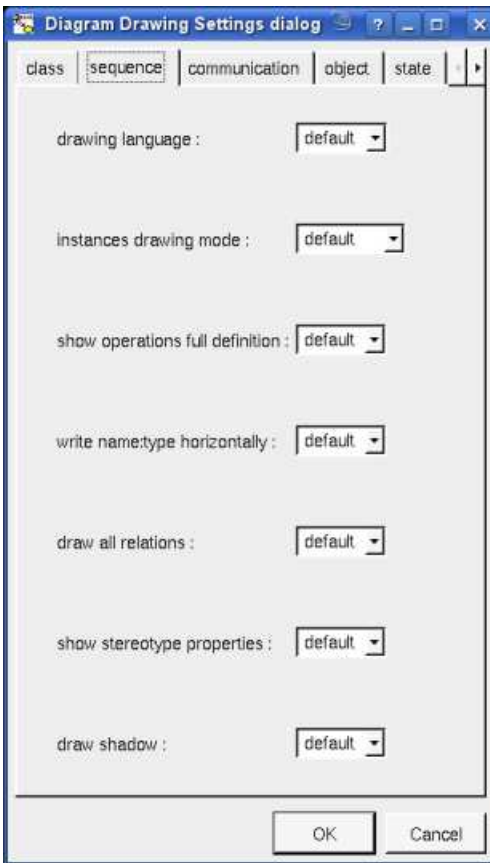 Diagram Drawing Settings dialog ?
class sequence communication object state
drawing language : default
instances drawing mode : default
show operations full definition : default
write name:type horizontally : default
draw all relations : default
show stereotype properties : default
draw shadow : default
OK Cancel